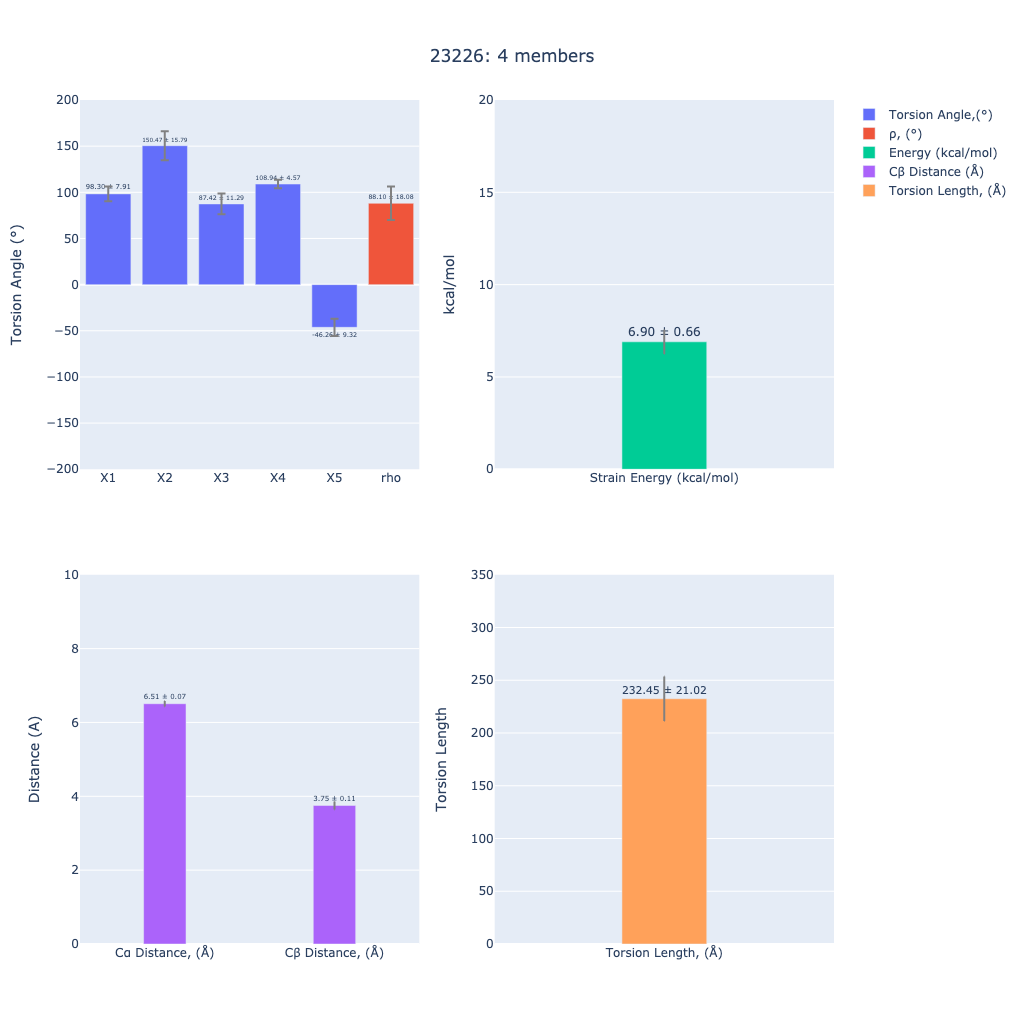 23226: 4 members
200
150
100
50
0
−50
−100
−150
−200
Torsion Angle (°)
98.30 ± 7.91
150.47 ± 15.79
87.42 ± 11.29
108.94 ± 4.57
-46.26 ± 9.32
88.10 ± 18.08
X1
X2
X3
X4
X5
rho
20
15
10
5
0
kcal/mol
6.90 ± 0.66
Strain Energy (kcal/mol)
Torsion Angle,(°)
ρ, (°)
Energy (kcal/mol)
Cβ Distance (Å)
Torsion Length, (Å)
10
8
6
4
2
0
Distance (A)
6.51 ± 0.07
3.75 ± 0.11
Cα Distance, (Å)
Cβ Distance, (Å)
350
300
250
200
150
100
50
0
Torsion Length
232.45 ± 21.02
Torsion Length, (Å)